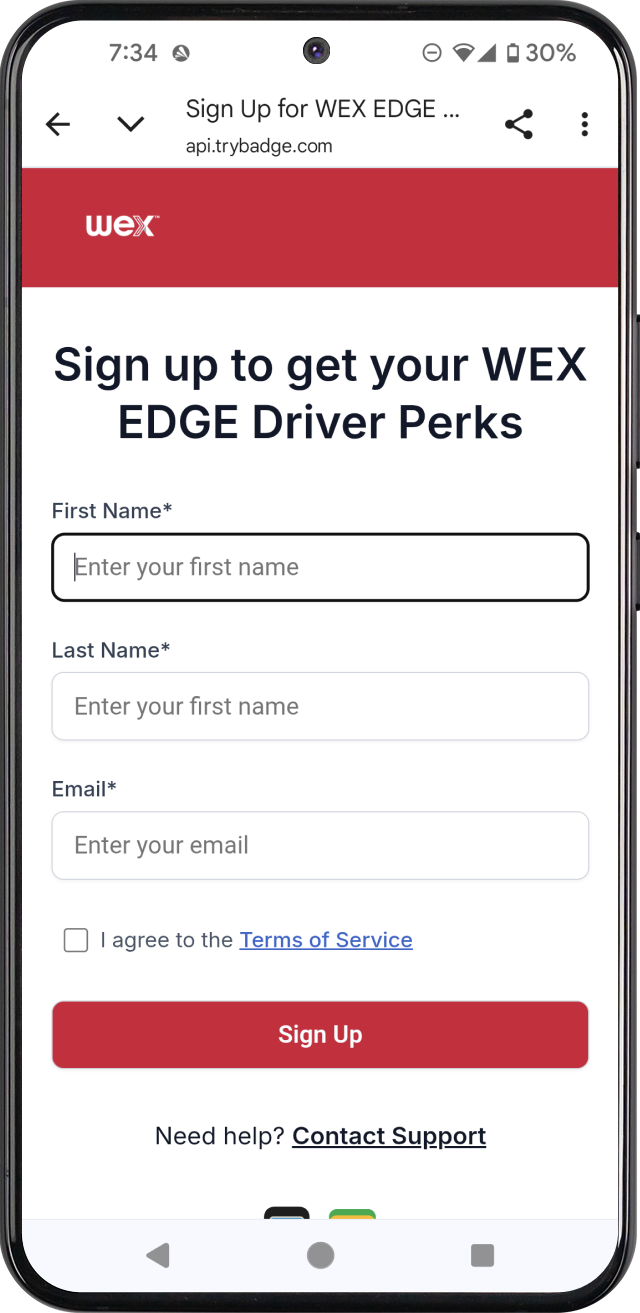 7:34
30%
Sign Up for WEX EDGE ...
api.trybadge.com
wex™
Sign up to get your WEX
EDGE Driver Perks
First Name*
Enter your first name
Last Name*
Enter your first name
Email*
Enter your email
I agree to the Terms of Service
Sign Up
Need help? Contact Support